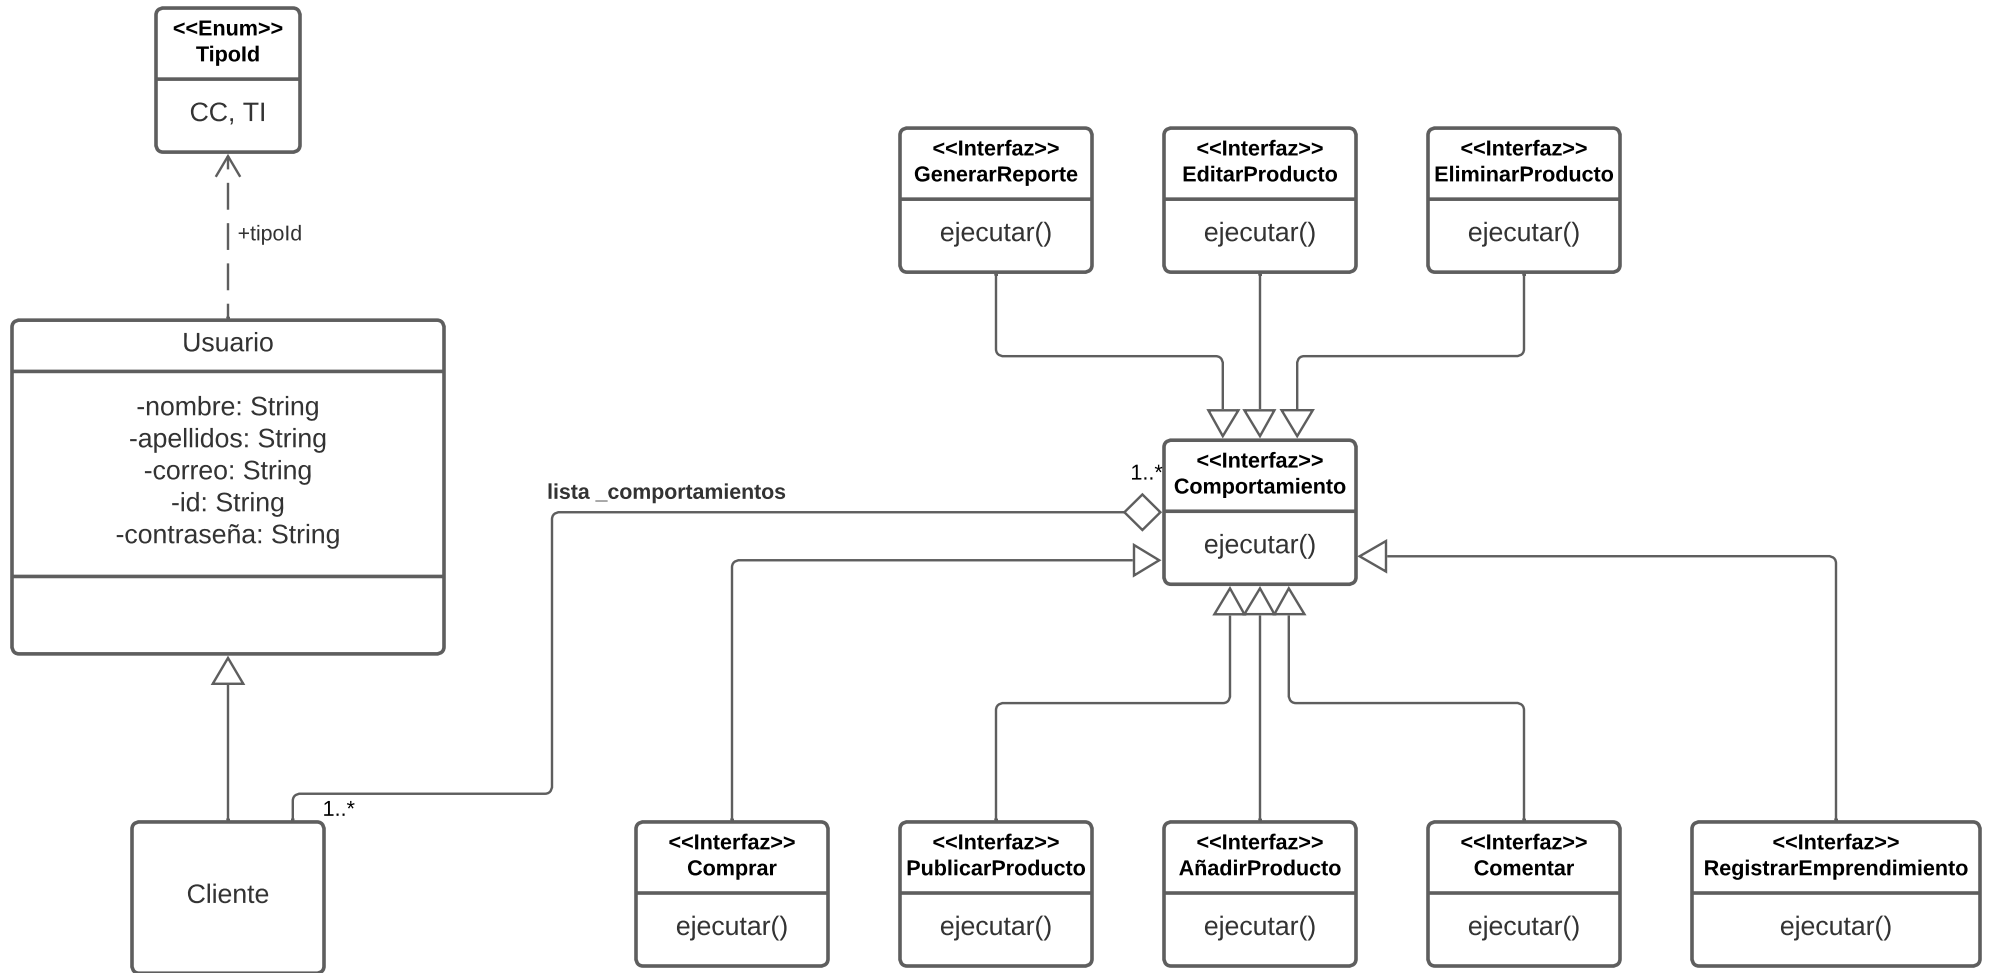 <<Enum>>
TipoId
CC, TI
+tipoId
Usuario
-nombre: String
-apellidos: String
-correo: String
-id: String
-contraseña: String
Cliente
1..*
lista _comportamientos
1..*
<<Interfaz>>
GenerarReporte
ejecutar()
<<Interfaz>>
EditarProducto
ejecutar()
<<Interfaz>>
EliminarProducto
ejecutar()
<<Interfaz>>
Comportamiento
ejecutar()
<<Interfaz>>
Comprar
ejecutar()
<<Interfaz>>
PublicarProducto
ejecutar()
<<Interfaz>>
AñadirProducto
ejecutar()
<<Interfaz>>
Comentar
ejecutar()
<<Interfaz>>
RegistrarEmprendimiento
ejecutar()